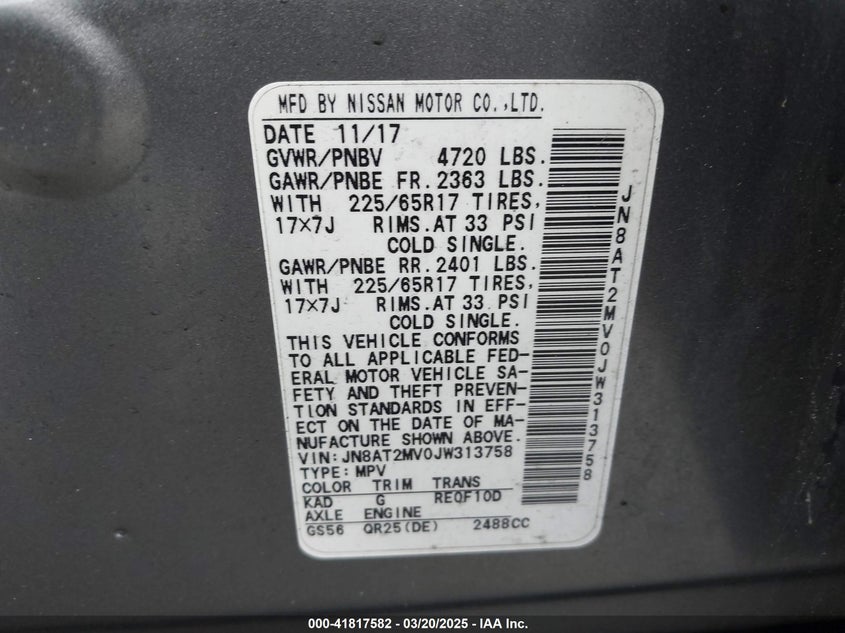 MFD BY NISSAN MOTOR CO.,LTD.
DATE 11/17
GVWR/PNBV 4720 LBS.
GAWR/PNBE FR. 2363 LBS.
WITH 225/65R17 TIRES,
17×7J RIMS.AT 33 PSI
COLD SINGLE.
GAWR/PNBE RR. 2401 LBS.
WITH 225/65R17 TIRES,
17×7J RIMS.AT 33 PSI
COLD SINGLE.
THIS VEHICLE CONFORMS
TO ALL APPLICABLE FED-
ERAL MOTOR VEHICLE SA-
FETY AND THEFT PREVEN-
TION STANDARDS IN EFF-
ECT ON THE DATE OF MA-
NUFACTURE SHOWN ABOVE.
VIN:JN8AT2MV0JW313758
TYPE:MPV
COLOR TRIM TRANS
KAD G RE0F10D
AXLE ENGINE
GS56 QR25(DE) 2488CC
JN8AT2MV0JW313758
000-41817582 - 03/20/2025 - IAA Inc.